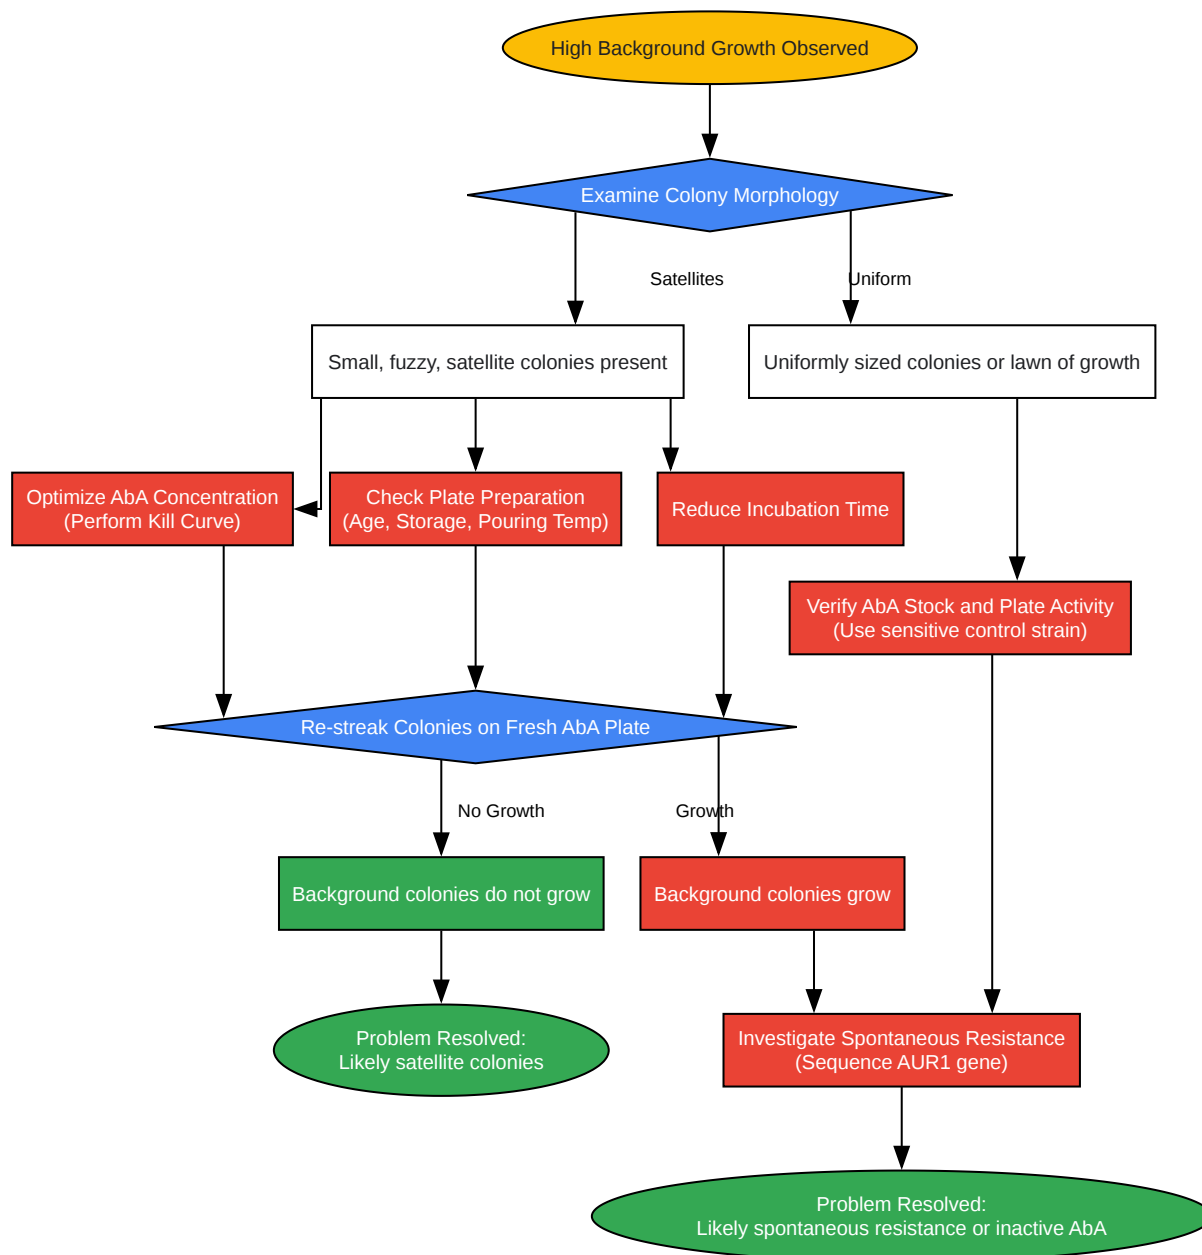 High Background Growth Observed
Examine Colony Morphology
Satellites
Uniform
Small, fuzzy, satellite colonies present
Uniformly sized colonies or lawn of growth
Optimize AbA Concentration
(Perform Kill Curve)
Check Plate Preparation
(Age, Storage, Pouring Temp)
Reduce Incubation Time
Verify AbA Stock and Plate Activity
(Use sensitive control strain)
Re-streak Colonies on Fresh AbA Plate
No Growth
Growth
Background colonies do not grow
Background colonies grow
Problem Resolved:
Likely satellite colonies
Investigate Spontaneous Resistance
(Sequence AUR1 gene)
Problem Resolved:
Likely spontaneous resistance or inactive AbA